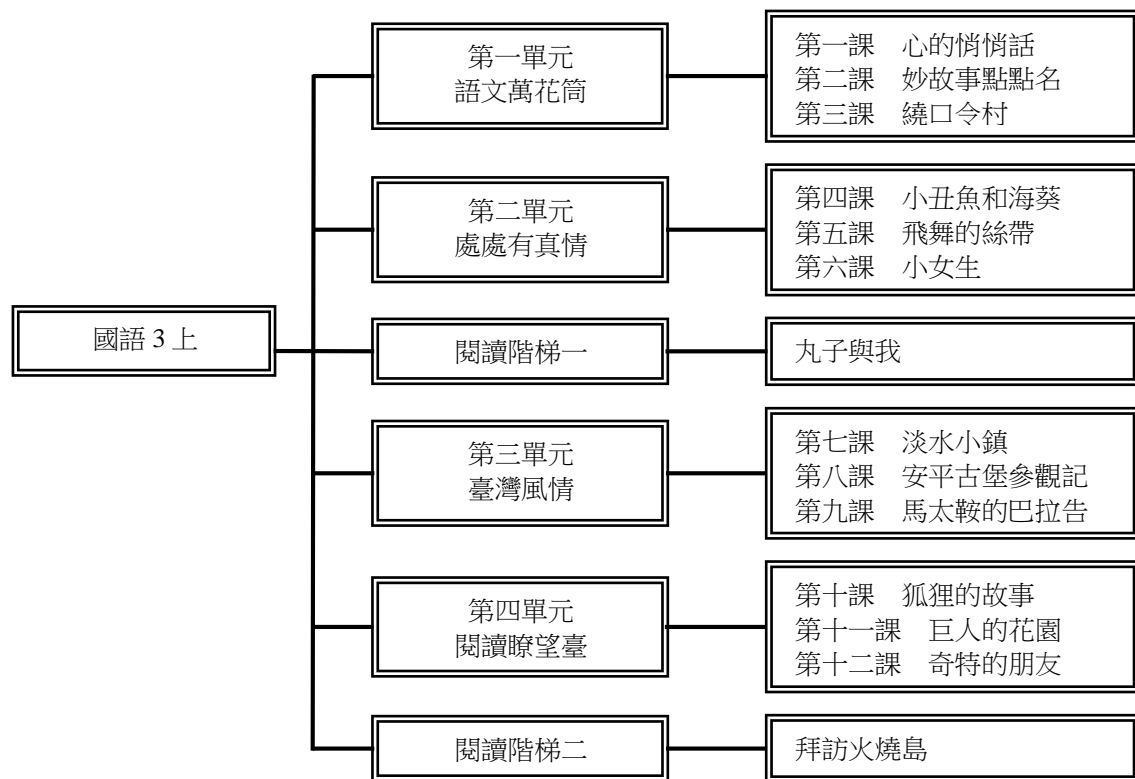 國語 3 上
第一單元
語文萬花筒
第一課　心的悄悄話
第二課　妙故事點點名
第三課　繞口令村
第二單元
處處有真情
第四課　小丑魚和海葵
第五課　飛舞的絲帶
第六課　小女生
閱讀階梯一
丸子與我
第三單元
臺灣風情
第七課　淡水小鎮
第八課　安平古堡參觀記
第九課　馬太鞍的巴拉告
第四單元
閱讀瞭望臺
第十課　狐狸的故事
第十一課　巨人的花園
第十二課　奇特的朋友
閱讀階梯二
拜訪火燒島